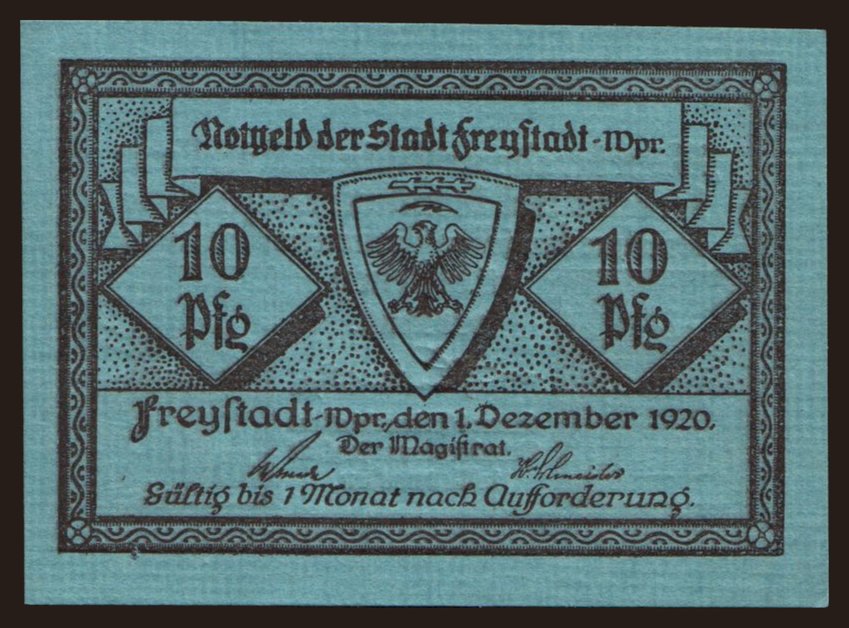 Notgeld der Stadt Freystadt-Wpr.
10
Pfg
10
Pfg
Freystadt-Wpr., den 1. Dezember 1920.
Der Magistrat.
Gültig bis 1 Monat nach Aufforderung.